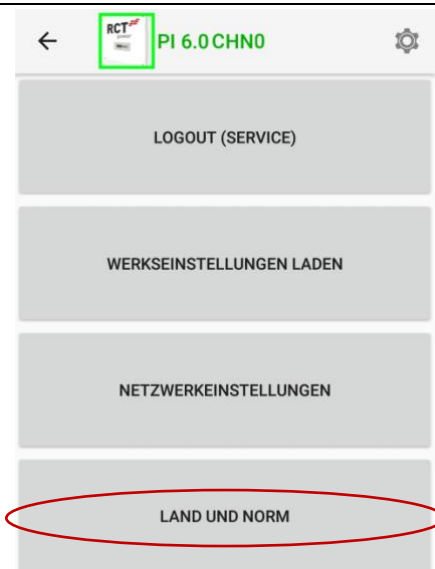 RCT
PI 6.0 CHN0
LOGOUT (SERVICE)
WERKSEINSTELLUNGEN LADEN
NETZWERKEINSTELLUNGEN
LAND UND NORM